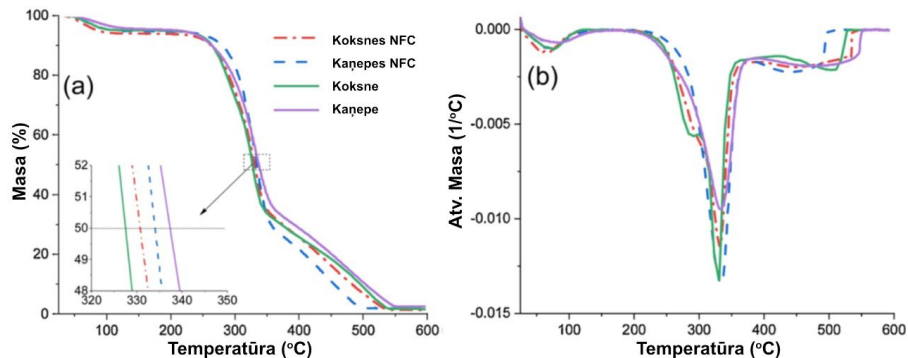 (a)
Koksnes NFC
Kaņepes NFC
Koksne
Kaņepe
Masa (%)
100
80
60
40
20
0
52
51
50
49
48
320 330 340 350
0 100 200 300 400 500 600
Temperatūra (°C)
(b)
Atv. Masa (1/°C)
0.000
-0.005
-0.010
-0.015
100 200 300 400 500 600
Temperatūra (°C)